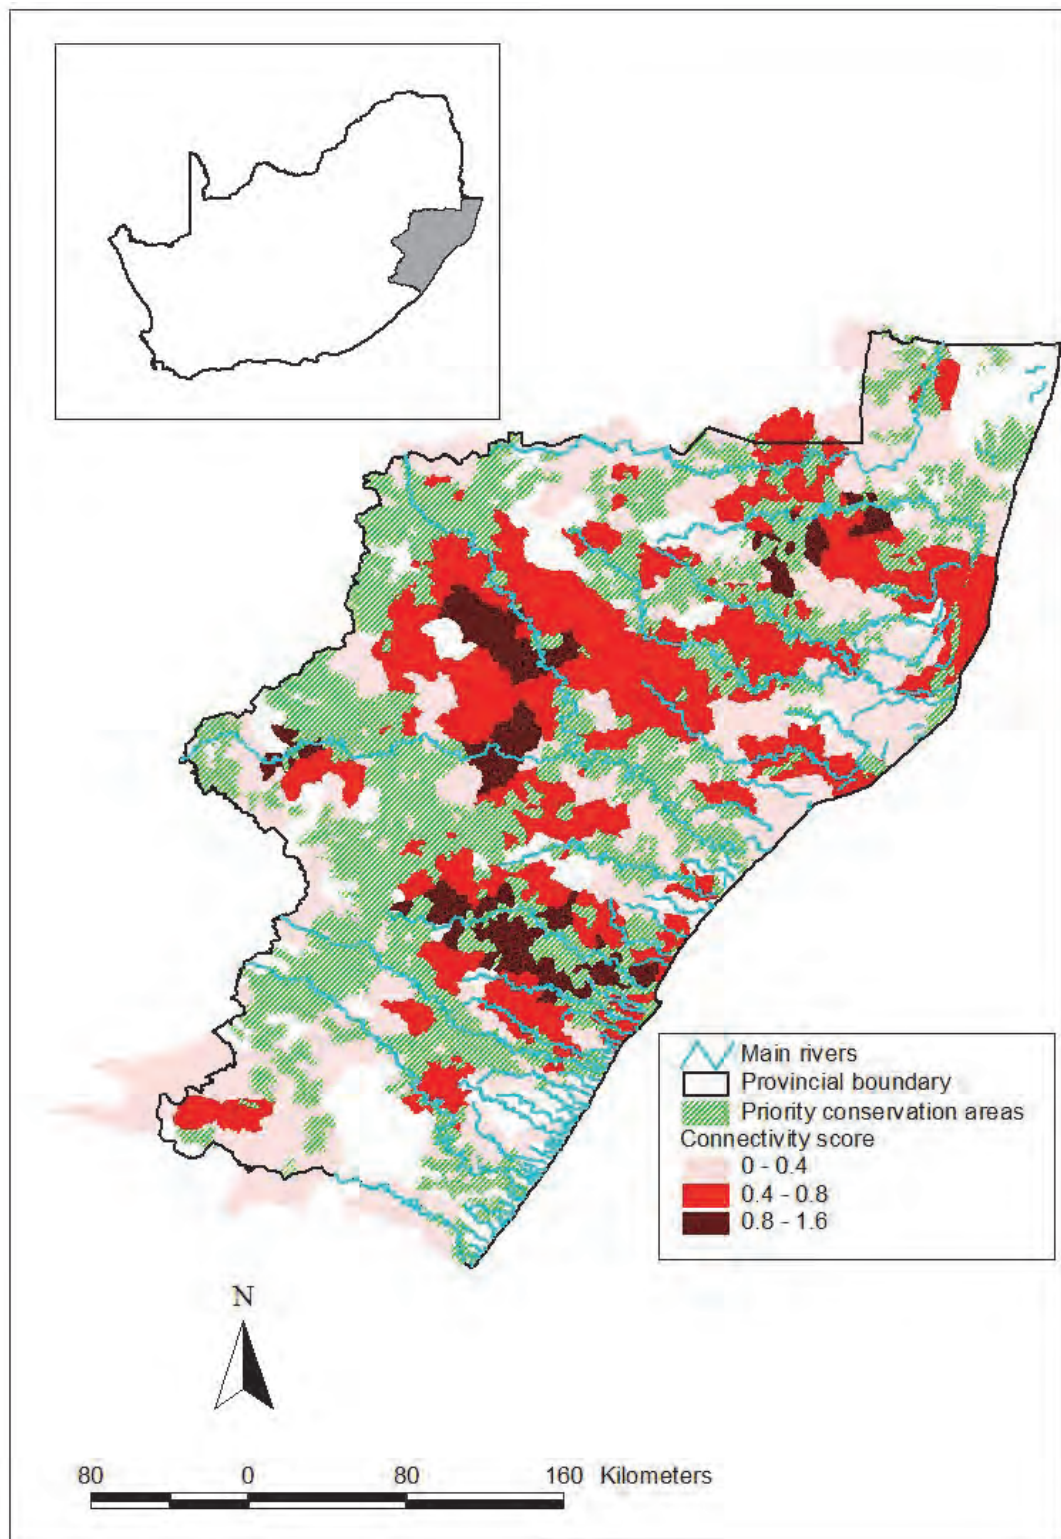 Main rivers
Provincial boundary
Priority conservation areas
Connectivity score
0 - 0.4
0.4 - 0.8
0.8 - 1.6
N
80 0 80 160 Kilometers